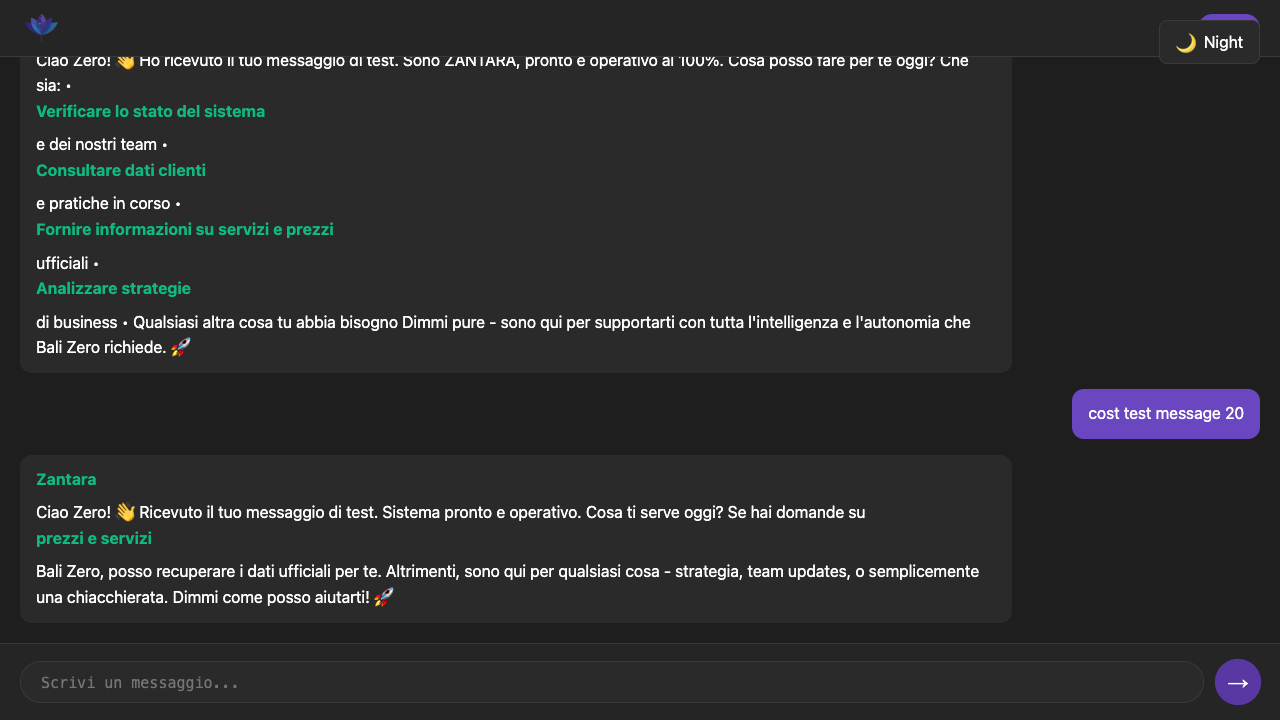 🌙 Night
Ciao Zero! 👋 Ho ricevuto il tuo messaggio di test. Sono ZANTARA, pronto e operativo al 100%. Cosa posso fare per te oggi? Che
sia: •
Verificare lo stato del sistema
e dei nostri team •
Consultare dati clienti
e pratiche in corso •
Fornire informazioni su servizi e prezzi
ufficiali •
Analizzare strategie
di business • Qualsiasi altra cosa tu abbia bisogno Dimmi pure - sono qui per supportarti con tutta l'intelligenza e l'autonomia che
Bali Zero richiede. 🚀
cost test message 20
Zantara
Ciao Zero! 👋 Ricevuto il tuo messaggio di test. Sistema pronto e operativo. Cosa ti serve oggi? Se hai domande su
prezzi e servizi
Bali Zero, posso recuperare i dati ufficiali per te. Altrimenti, sono qui per qualsiasi cosa - strategia, team updates, o semplicemente
una chiacchierata. Dimmi come posso aiutarti! 🚀
Scrivi un messaggio...
→